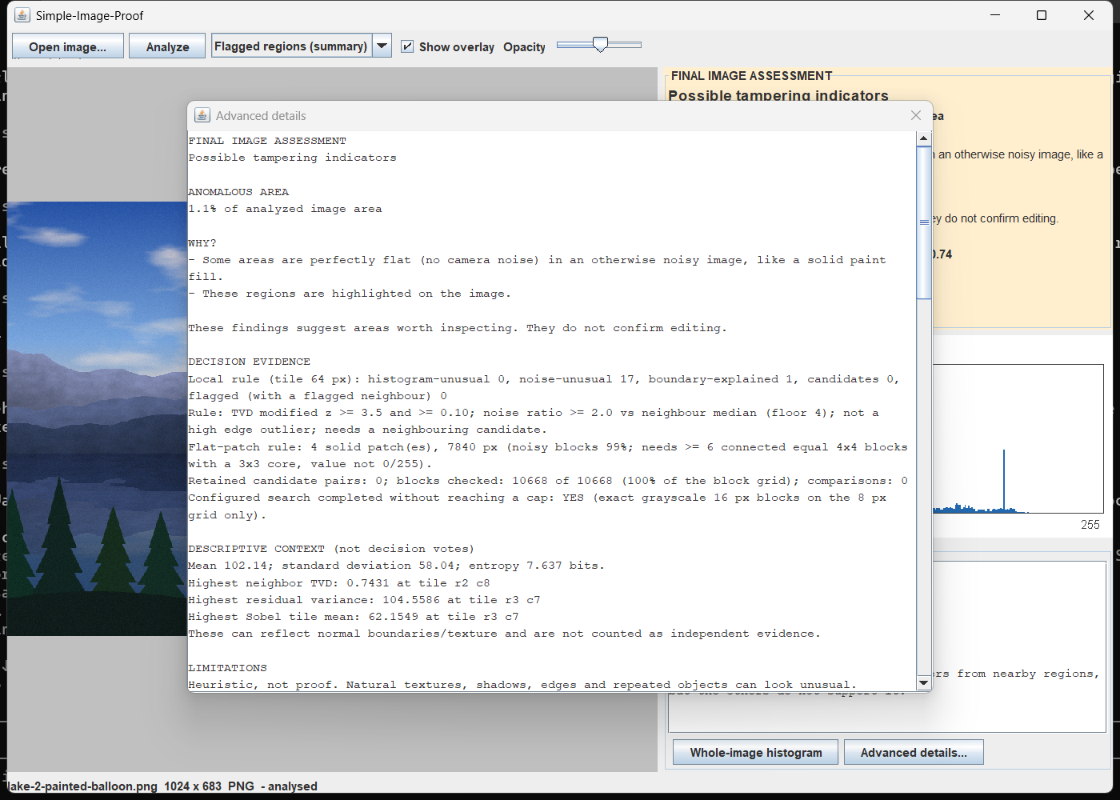 Simple-Image-Proof
Open image...
Analyze
Flagged regions (summary)
Show overlay
Opacity
FINAL IMAGE ASSESSMENT
Possible tampering indicators
ea
an otherwise noisy image, like a
ey do not confirm editing.
0.74
255
rs from nearby regions,
Advanced details
FINAL IMAGE ASSESSMENT
Possible tampering indicators
ANOMALOUS AREA
1.1% of analyzed image area
WHY?
- Some areas are perfectly flat (no camera noise) in an otherwise noisy image, like a solid paint
fill.
- These regions are highlighted on the image.
These findings suggest areas worth inspecting. They do not confirm editing.
DECISION EVIDENCE
Local rule (tile 64 px): histogram-unusual 0, noise-unusual 17, boundary-explained 1, candidates 0,
flagged (with a flagged neighbour) 0
Rule: TVD modified z >= 3.5 and >= 0.10; noise ratio >= 2.0 vs neighbour median (floor 4); not a
high edge outlier; needs a neighbouring candidate.
Flat-patch rule: 4 solid patch(es), 7840 px (noisy blocks 99%; needs >= 6 connected equal 4x4 blocks
with a 3x3 core, value not 0/255).
Retained candidate pairs: 0; blocks checked: 10668 of 10668 (100% of the block grid); comparisons: 0
Configured search completed without reaching a cap: YES (exact grayscale 16 px blocks on the 8 px
grid only).
DESCRIPTIVE CONTEXT (not decision votes)
Mean 102.14; standard deviation 58.04; entropy 7.637 bits.
Highest neighbor TVD: 0.7431 at tile r2 c8
Highest residual variance: 104.5586 at tile r3 c7
Highest Sobel tile mean: 62.1549 at tile r3 c7
These can reflect normal boundaries/texture and are not counted as independent evidence.
LIMITATIONS
Heuristic, not proof. Natural textures, shadows, edges and repeated objects can look unusual.
Whole-image histogram
Advanced details...
lake-2-painted-balloon.png 1024 x 683 PNG - analysed